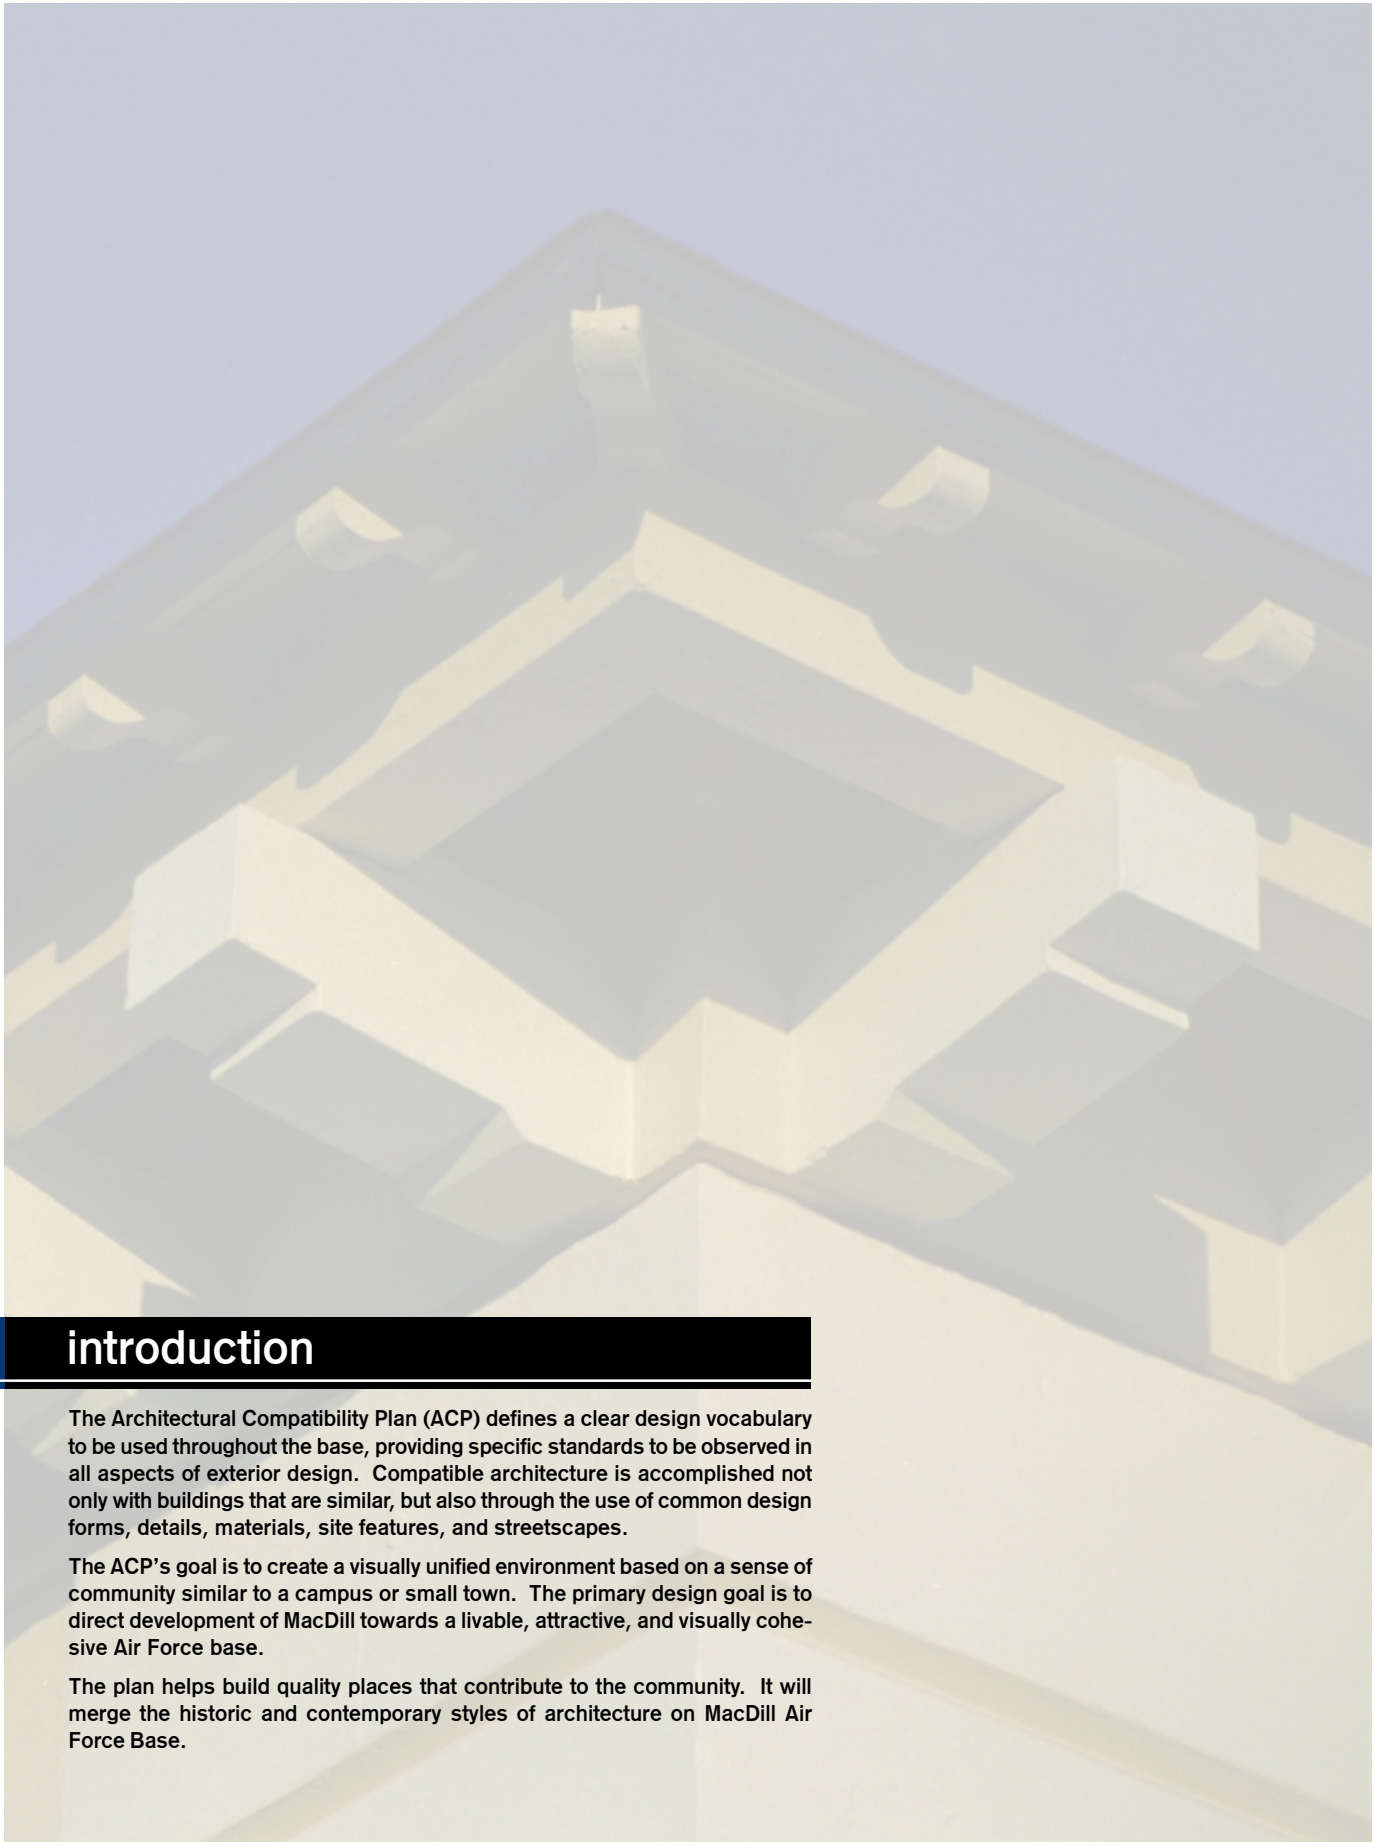 introduction
The Architectural Compatibility Plan (ACP) defines a clear design vocabulary
to be used throughout the base, providing specific standards to be observed in
all aspects of exterior design.  Compatible architecture is accomplished not
only with buildings that are similar, but also through the use of common design
forms, details, materials, site features, and streetscapes.
The ACP’s goal is to create a visually unified environment based on a sense of
community similar to a campus or small town.  The primary design goal is to
direct development of MacDill towards a livable, attractive, and visually cohe-
sive Air Force base.
The plan helps build quality places that contribute to the community.  It will
merge the historic and contemporary styles of architecture on MacDill Air
Force Base.